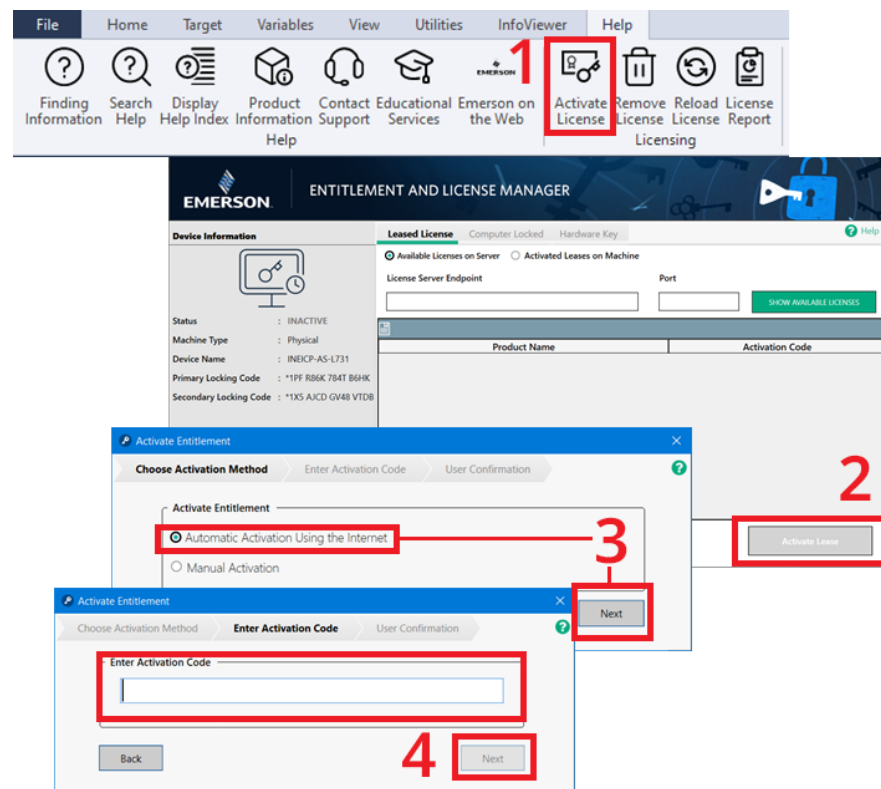 File Home Target Variables View Utilities InfoViewer Help
1
Finding Information
Search Help
Display Help Index
Product Information
Contact Support
Educational Services
EMERSON
Emerson on the Web
Activate License
Remove License
Reload License
License Report
Help
Licensing
EMERSON
ENTITLEMENT AND LICENSE MANAGER
Device Information
Leased License Computer Locked Hardware Key
Help
Available Licenses on Server Activated Leases on Machine
License Server Endpoint Port
SHOW AVAILABLE LICENSES
Status : INACTIVE
Machine Type : Physical
Device Name : INEICP-AS-L731
Primary Locking Code : *1PF R86K 784T B6HK
Secondary Locking Code : *1X5 AJCD GV48 VTDB
Product Name Activation Code
2
Activate Lease
Activate Entitlement
Choose Activation Method Enter Activation Code User Confirmation
Activate Entitlement
Automatic Activation Using the Internet
Manual Activation
3
Next
Activate Entitlement
Choose Activation Method Enter Activation Code User Confirmation
Enter Activation Code
Back
4
Next